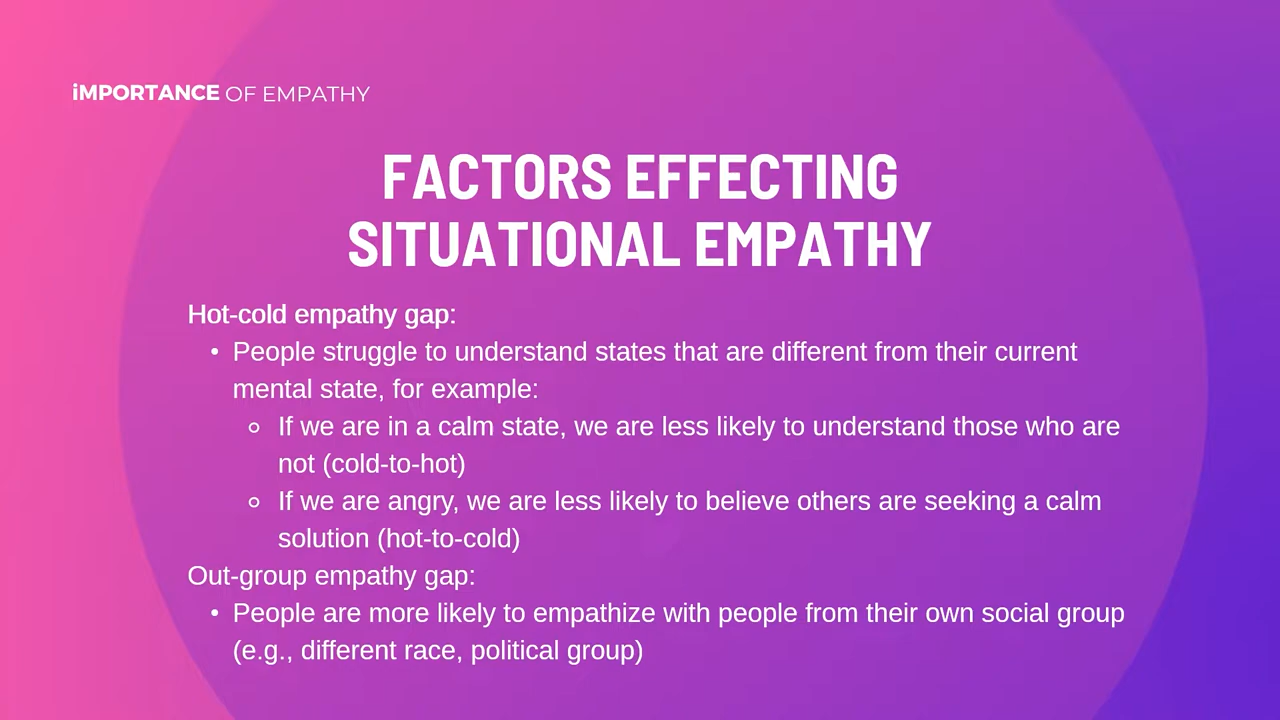 iMPORTANCE OF EMPATHY
FACTORS EFFECTING
SITUATIONAL EMPATHY
Hot-cold empathy gap:
• People struggle to understand states that are different from their current
mental state, for example:
○ If we are in a calm state, we are less likely to understand those who are
not (cold-to-hot)
○ If we are angry, we are less likely to believe others are seeking a calm
solution (hot-to-cold)
Out-group empathy gap:
• People are more likely to empathize with people from their own social group
(e.g., different race, political group)